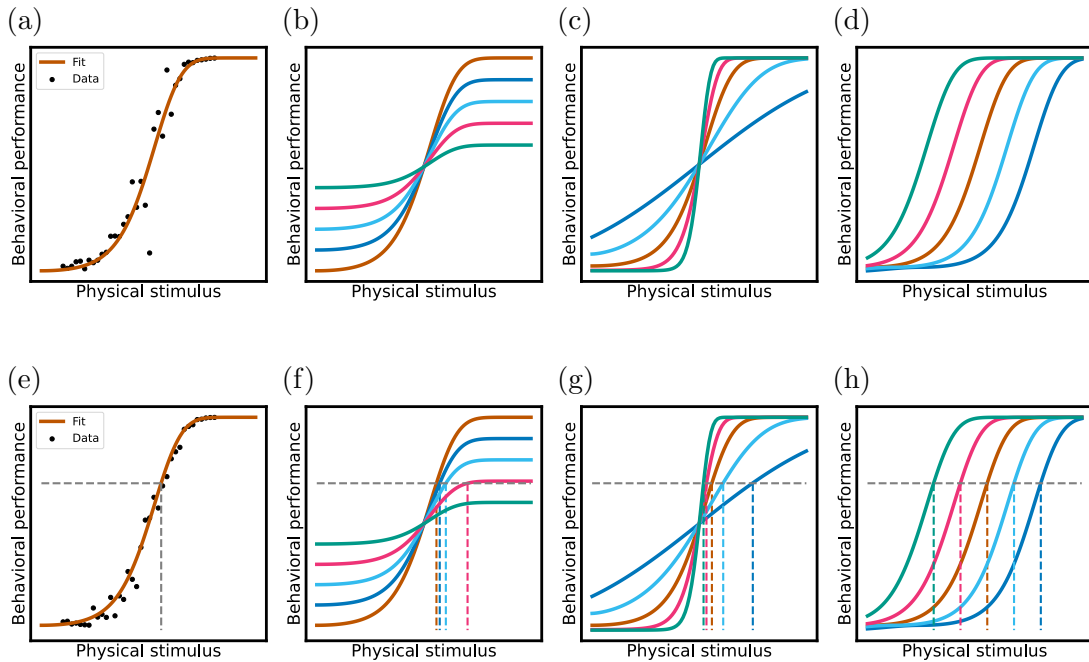 (a)
(b)
(c)
(d)
Behavioral performance
Fit
Data
Physical stimulus
Behavioral performance
Physical stimulus
Behavioral performance
Physical stimulus
Behavioral performance
Physical stimulus
(e)
(f)
(g)
(h)
Behavioral performance
Fit
Data
Physical stimulus
Behavioral performance
Physical stimulus
Behavioral performance
Physical stimulus
Behavioral performance
Physical stimulus